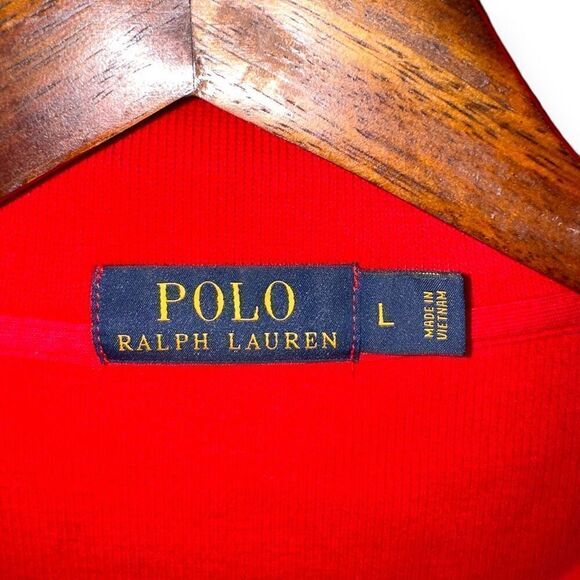 POLO
RALPH LAUREN
L
MADE IN
VIETNAM